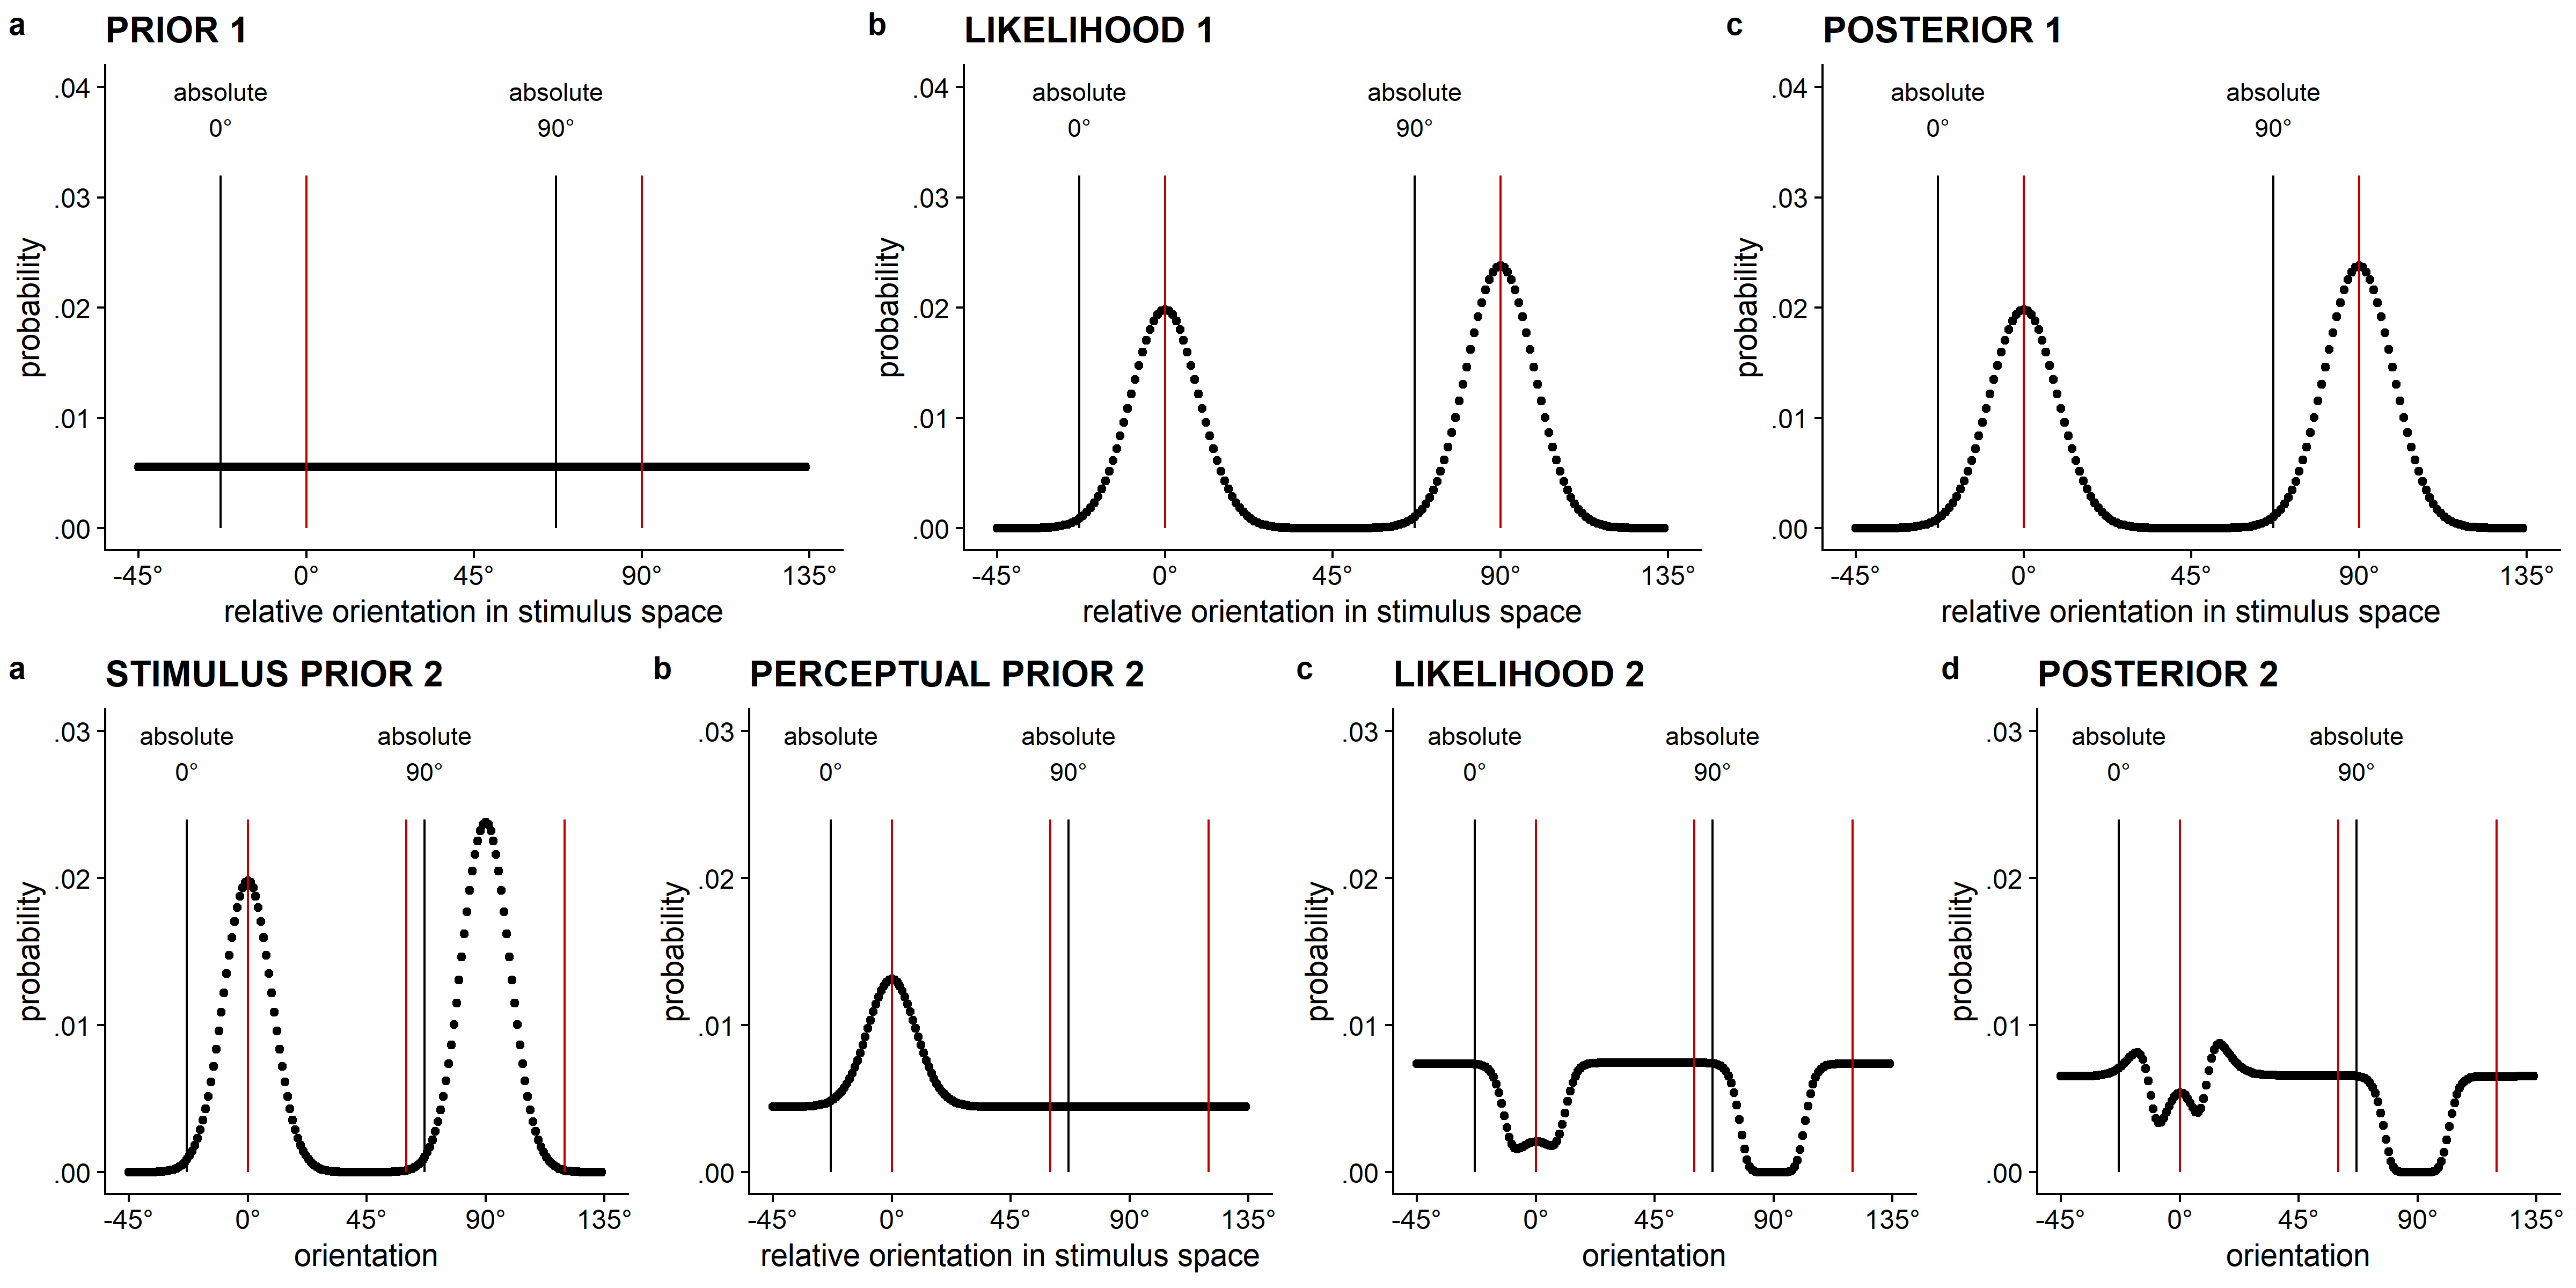 a PRIOR 1
.04
.03
.02
.01
.00
probability
absolute
0°
absolute
90°
-45° 0° 45° 90° 135°
relative orientation in stimulus space
b LIKELIHOOD 1
.04
.03
.02
.01
.00
probability
absolute
0°
absolute
90°
-45° 0° 45° 90° 135°
relative orientation in stimulus space
c POSTERIOR 1
.04
.03
.02
.01
.00
probability
absolute
0°
absolute
90°
-45° 0° 45° 90° 135°
relative orientation in stimulus space
a STIMULUS PRIOR 2
.03
.02
.01
.00
probability
absolute
0°
absolute
90°
-45° 0° 45° 90° 135°
orientation
b PERCEPTUAL PRIOR 2
.03
.02
.01
.00
probability
absolute
0°
absolute
90°
-45° 0° 45° 90° 135°
relative orientation in stimulus space
c LIKELIHOOD 2
.03
.02
.01
.00
probability
absolute
0°
absolute
90°
-45° 0° 45° 90° 135°
orientation
d POSTERIOR 2
.03
.02
.01
.00
probability
absolute
0°
absolute
90°
-45° 0° 45° 90° 135°
orientation